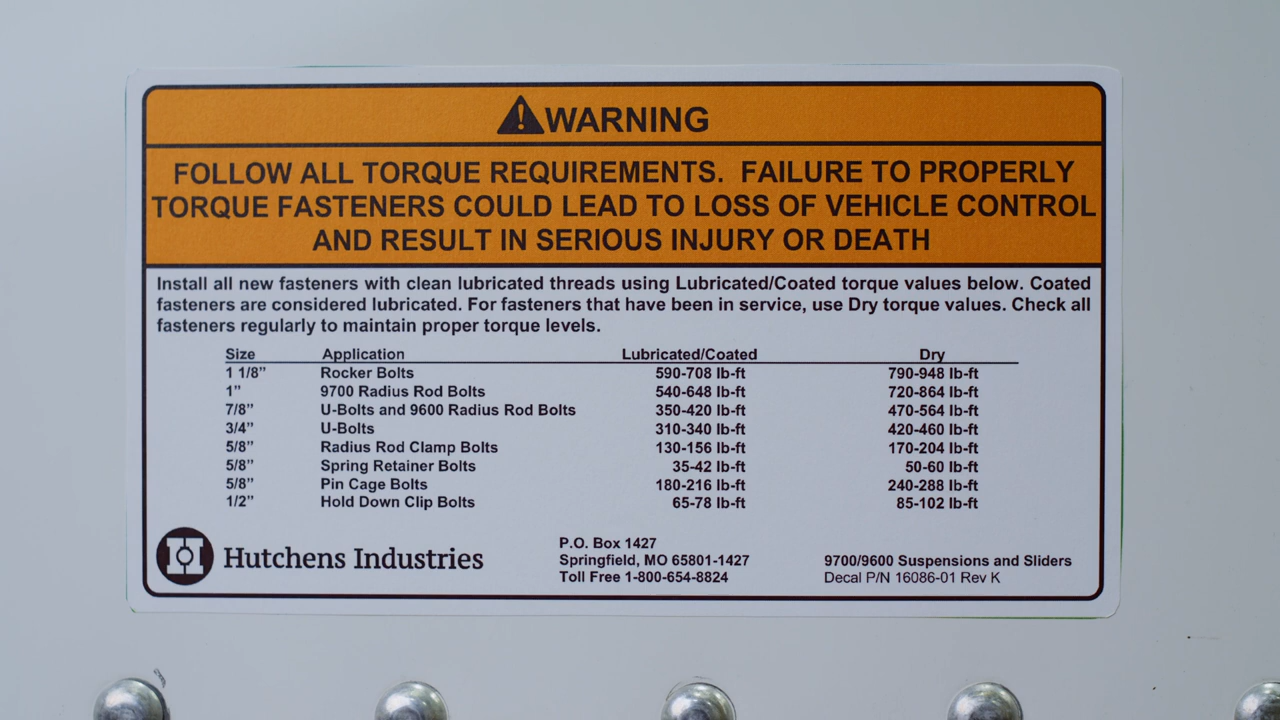 WARNING
FOLLOW ALL TORQUE REQUIREMENTS. FAILURE TO PROPERLY
TORQUE FASTENERS COULD LEAD TO LOSS OF VEHICLE CONTROL
AND RESULT IN SERIOUS INJURY OR DEATH
Install all new fasteners with clean lubricated threads using Lubricated/Coated torque values below. Coated
fasteners are considered lubricated. For fasteners that have been in service, use Dry torque values. Check all
fasteners regularly to maintain proper torque levels.
Size Application Lubricated/Coated Dry
1 1/8” Rocker Bolts 590-708 lb-ft 790-948 lb-ft
1” 9700 Radius Rod Bolts 540-648 lb-ft 720-864 lb-ft
7/8” U-Bolts and 9600 Radius Rod Bolts 350-420 lb-ft 470-564 lb-ft
3/4” U-Bolts 310-340 lb-ft 420-460 lb-ft
5/8” Radius Rod Clamp Bolts 130-156 lb-ft 170-204 lb-ft
5/8” Spring Retainer Bolts 35-42 lb-ft 50-60 lb-ft
5/8” Pin Cage Bolts 180-216 lb-ft 240-288 lb-ft
1/2” Hold Down Clip Bolts 65-78 lb-ft 85-102 lb-ft
Hutchens Industries
P.O. Box 1427
Springfield, MO 65801-1427
Toll Free 1-800-654-8824
9700/9600 Suspensions and Sliders
Decal P/N 16086-01 Rev K